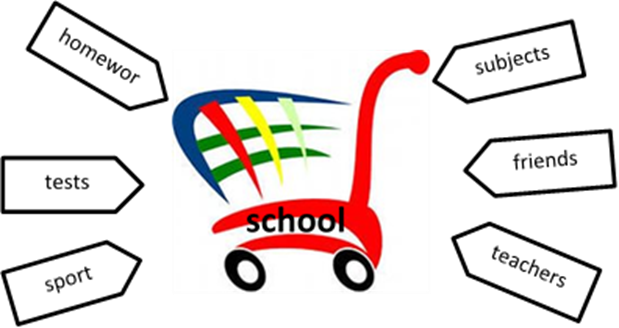 homewor
subjects
tests
friends
school
sport
teachers